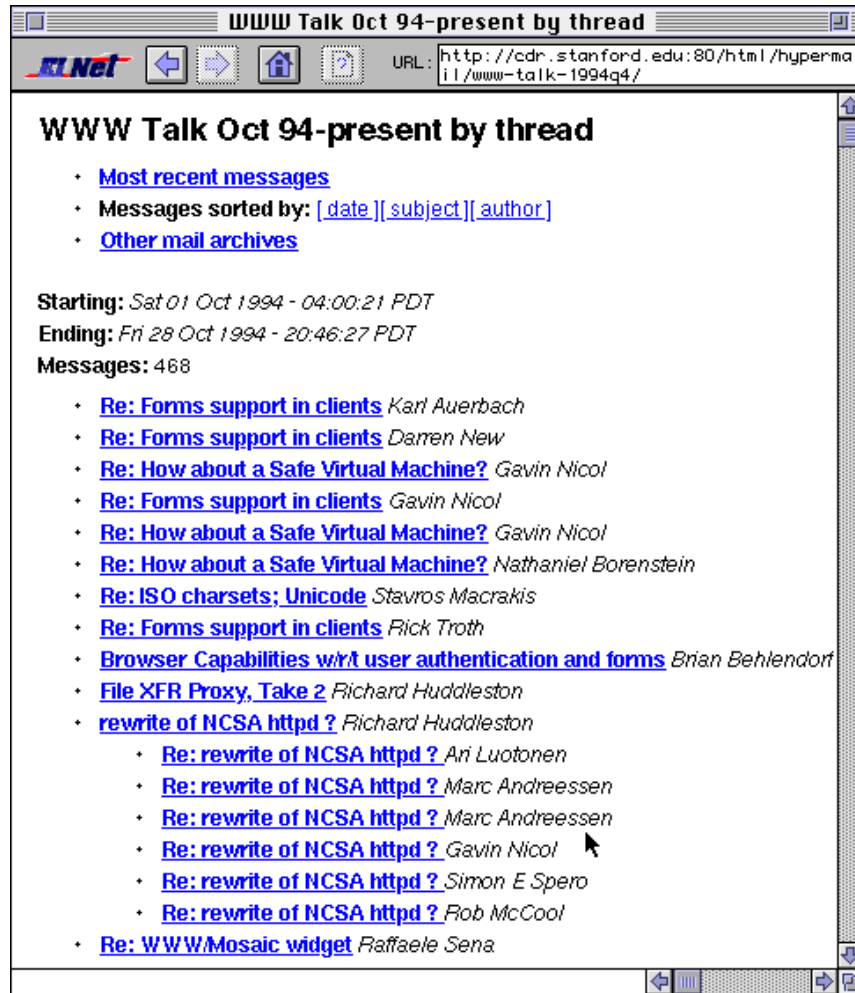 WWW Talk Oct 94-present by thread
EINet
URL: http://cdr.stanford.edu:80/html/hyperma
il/www-talk-1994q4/
WWW Talk Oct 94-present by thread
Most recent messages
Messages sorted by: [ date ][ subject ][ author ]
Other mail archives
Starting: Sat 01 Oct 1994 - 04:00:21 PDT
Ending: Fri 28 Oct 1994 - 20:46:27 PDT
Messages: 468
Re: Forms support in clients Karl Auerbach
Re: Forms support in clients Darren New
Re: How about a Safe Virtual Machine? Gavin Nicol
Re: Forms support in clients Gavin Nicol
Re: How about a Safe Virtual Machine? Gavin Nicol
Re: How about a Safe Virtual Machine? Nathaniel Borenstein
Re: ISO charsets; Unicode Stavros Macrakis
Re: Forms support in clients Rick Troth
Browser Capabilities w/r/t user authentication and forms Brian Behlendorf
File XFR Proxy, Take 2 Richard Huddleston
rewrite of NCSA httpd ? Richard Huddleston
Re: rewrite of NCSA httpd ? Ari Luotonen
Re: rewrite of NCSA httpd ? Marc Andreessen
Re: rewrite of NCSA httpd ? Marc Andreessen
Re: rewrite of NCSA httpd ? Gavin Nicol
Re: rewrite of NCSA httpd ? Simon E Spero
Re: rewrite of NCSA httpd ? Rob McCool
Re: WWW/Mosaic widget Raffaele Sena